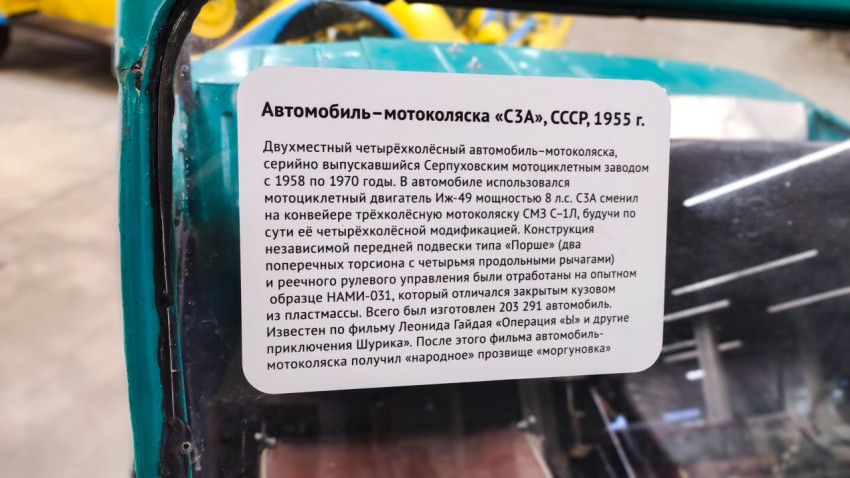 Автомобиль–мотоколяска «С3А», СССР, 1955 г.
Двухместный четырёхколёсный автомобиль–мотоколяска,
серийно выпускавшийся Серпуховским мотоциклетным заводом
с 1958 по 1970 годы. В автомобиле использовался
мотоциклетный двигатель Иж-49 мощностью 8 л.с. С3А сменил
на конвейере трёхколёсную мотоколяску СМЗ С–1Л, будучи по
сути её четырёхколёсной модификацией. Конструкция
независимой передней подвески типа «Порше» (два
поперечных торсиона с четырьмя продольными рычагами)
и реечного рулевого управления были отработаны на опытном
образце НАМИ-031, который отличался закрытым кузовом
из пластмассы. Всего был изготовлен 203 291 автомобиль.
Известен по фильму Леонида Гайдая «Операция «Ы» и другие
приключения Шурика». После этого фильма автомобиль-
мотоколяска получил «народное» прозвище «моргуновка»